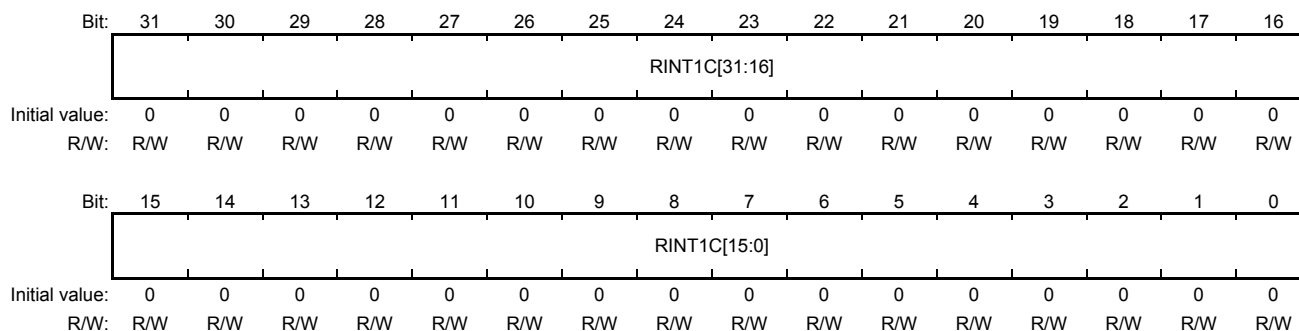 Bit: 31 30 29 28 27 26 25 24 23 22 21 20 19 18 17 16
RINT1C[31:16]
Initial value: 0 0 0 0 0 0 0 0 0 0 0 0 0 0 0 0
R/W: R/W R/W R/W R/W R/W R/W R/W R/W R/W R/W R/W R/W R/W R/W R/W R/W
Bit: 15 14 13 12 11 10 9 8 7 6 5 4 3 2 1 0
RINT1C[15:0]
Initial value: 0 0 0 0 0 0 0 0 0 0 0 0 0 0 0 0
R/W: R/W R/W R/W R/W R/W R/W R/W R/W R/W R/W R/W R/W R/W R/W R/W R/W